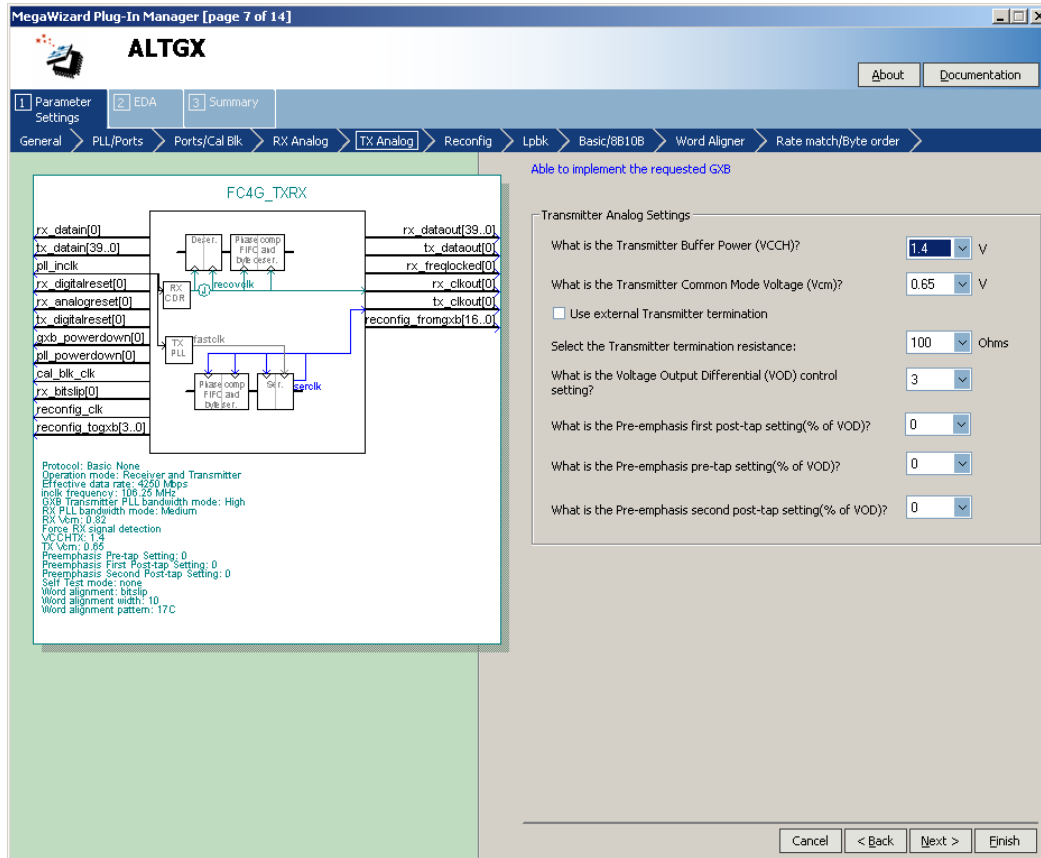 MegaWizard Plug-In Manager [page 7 of 14]
ALTGX
About
Documentation
1 Parameter Settings
2 EDA
3 Summary
General
PLL/Ports
Ports/Cal Blk
RX Analog
TX Analog
Reconfig
Lpbk
Basic/8B10B
Word Aligner
Rate match/Byte order
FC4G_TXRX
rx_datain[0]
tx_datain[39..0]
pll_inclk
rx_digitalreset[0]
rx_analogreset[0]
tx_digitalreset[0]
gxb_powerdown[0]
pll_powerdown[0]
cal_blk_clk
rx_bitslip[0]
reconfig_clk
reconfig_togxb[3..0]
Deser.
Phase comp
FIFO and
byte deser.
RX
CDR
recovclk
TX
PLL
fastclk
Phase comp
FIFO and
byte ser.
Ser.
serclk
rx_dataout[39..0]
tx_dataout[0]
rx_freqlocked[0]
rx_clkout[0]
tx_clkout[0]
reconfig_fromgxb[16..0]
Protocol: Basic None
Operation mode: Receiver and Transmitter
Effective data rate: 4250 Mbps
inclk frequency: 106.25 MHz
GXB Transmitter PLL bandwidth mode: High
RX PLL bandwidth mode: Medium
RX Vcm: 0.82
Force RX signal detection
VCCHTX: 1.4
TX Vcm: 0.65
Preemphasis Pre-tap Setting: 0
Preemphasis First Post-tap Setting: 0
Preemphasis Second Post-tap Setting: 0
Self Test mode: none
Word alignment: bitslip
Word alignment width: 10
Word alignment pattern: 17C
Able to implement the requested GXB
Transmitter Analog Settings
What is the Transmitter Buffer Power (VCCH)? 1.4 V
What is the Transmitter Common Mode Voltage (Vcm)? 0.65 V
Use external Transmitter termination
Select the Transmitter termination resistance: 100 Ohms
What is the Voltage Output Differential (VOD) control
setting? 3
What is the Pre-emphasis first post-tap setting(% of VOD)? 0
What is the Pre-emphasis pre-tap setting(% of VOD)? 0
What is the Pre-emphasis second post-tap setting(% of VOD)? 0
Cancel
< Back
Next >
Finish